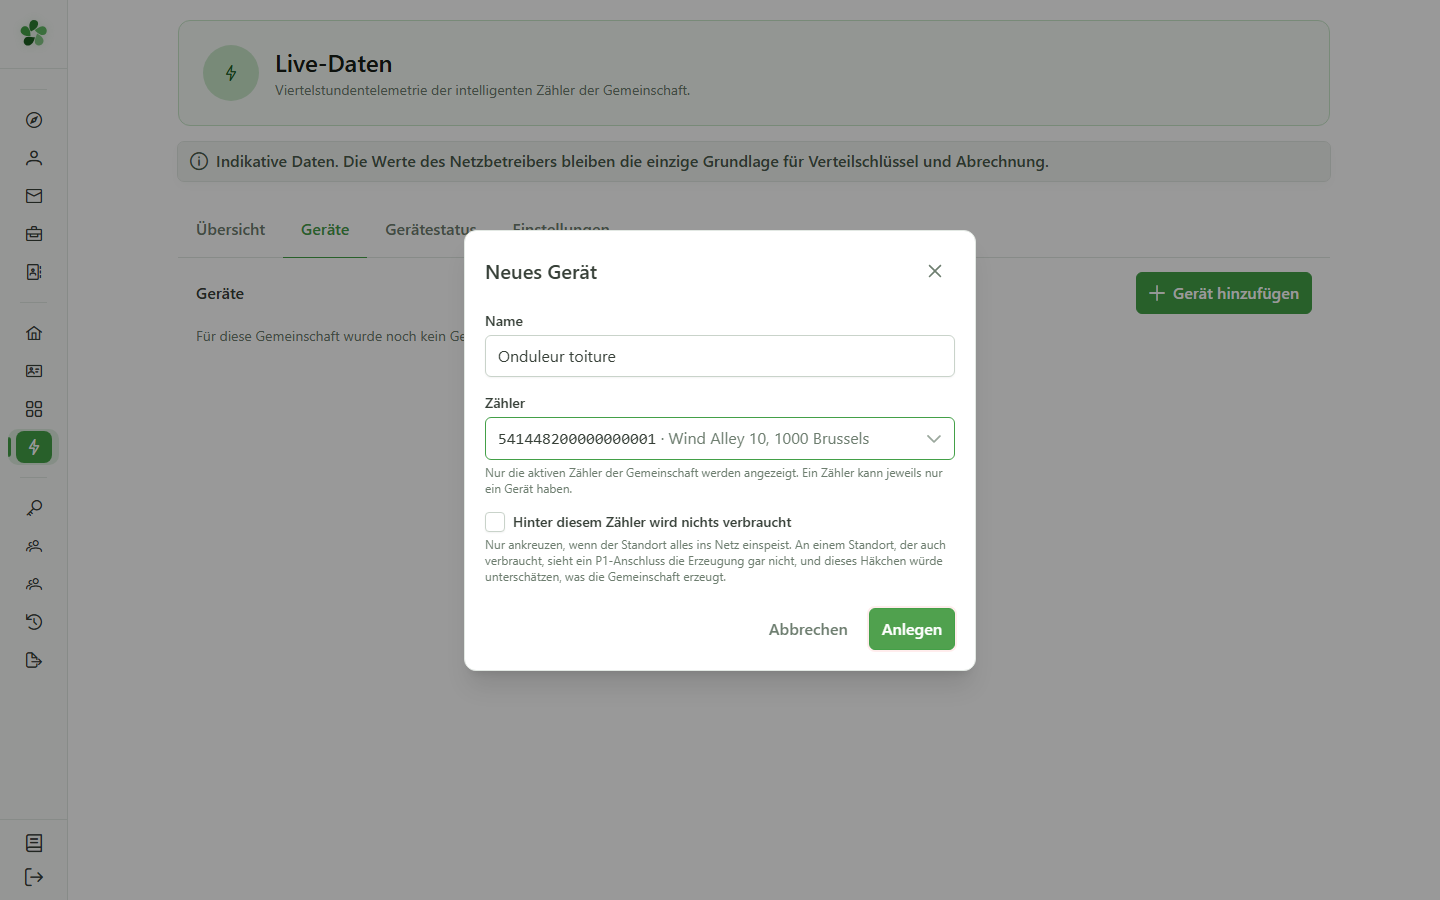 Live-Daten
Viertelstundentelemetrie der intelligenten Zähler der Gemeinschaft.
Indikative Daten. Die Werte des Netzbetreibers bleiben die einzige Grundlage für Verteilschlüssel und Abrechnung.
Übersicht Geräte Gerätestatus Einstellungen
Geräte
Gerät hinzufügen
Für diese Gemeinschaft wurde noch kein
Neues Gerät
Name
Onduleur toiture
Zähler
541448200000000001 · Wind Alley 10, 1000 Brussels
Nur die aktiven Zähler der Gemeinschaft werden angezeigt. Ein Zähler kann jeweils nur
ein Gerät haben.
Hinter diesem Zähler wird nichts verbraucht
Nur ankreuzen, wenn der Standort alles ins Netz einspeist. An einem Standort, der auch
verbraucht, sieht ein P1-Anschluss die Erzeugung gar nicht, und dieses Häkchen würde
unterschätzen, was die Gemeinschaft erzeugt.
Abbrechen Anlegen